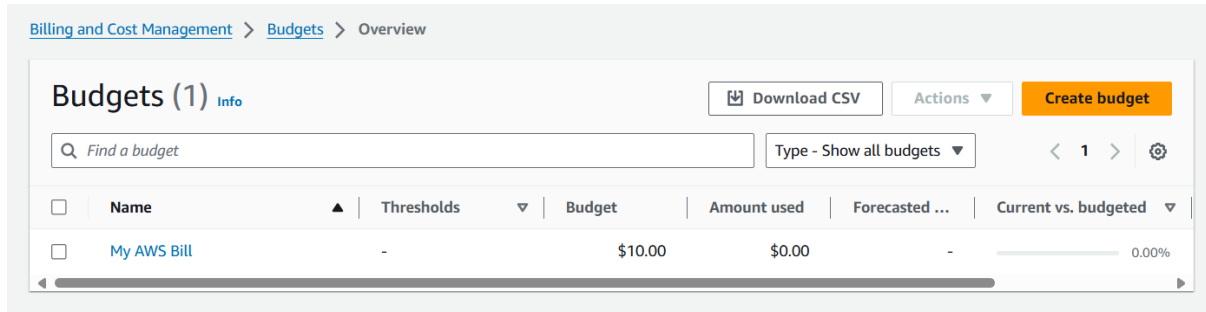 Billing and Cost Management > Budgets > Overview
Budgets (1) Info
Download CSV
Actions
Create budget
Find a budget
Type - Show all budgets
1
Name Thresholds Budget Amount used Forecasted ... Current vs. budgeted
My AWS Bill - $10.00 $0.00 - 0.00%